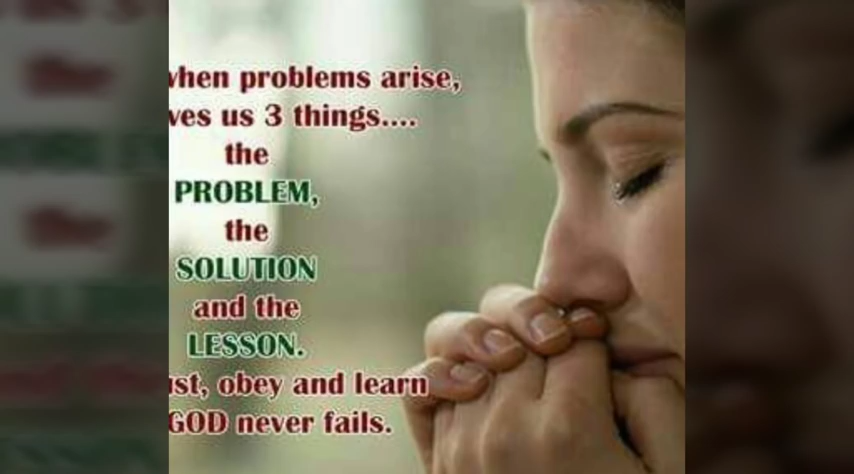 when problems arise,
ves us 3 things....
the
PROBLEM,
the
SOLUTION
and the
LESSON.
ust, obey and learn
GOD never fails.